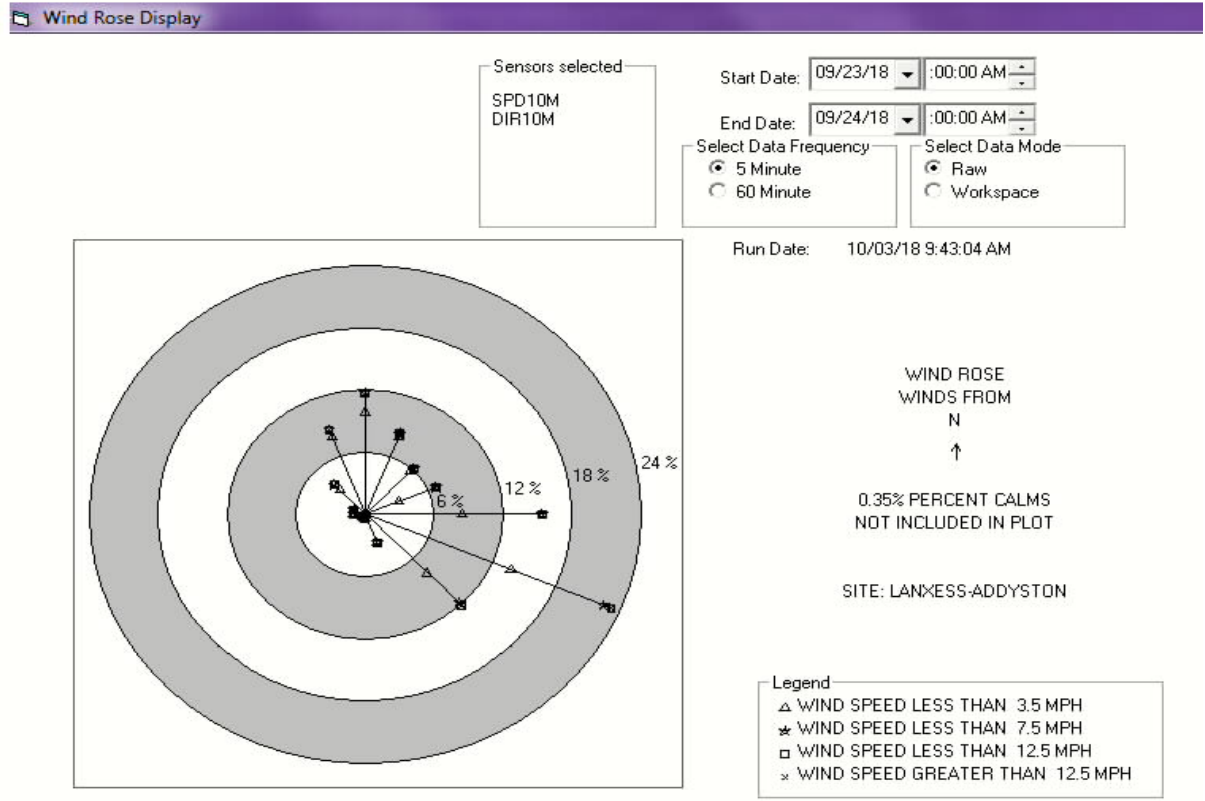 Wind Rose Display
Sensors selected
SPD10M
DIR10M
Start Date: 09/23/18 :00:00 AM
End Date: 09/24/18 :00:00 AM
Select Data Frequency
5 Minute
60 Minute
Select Data Mode
Raw
Workspace
Run Date: 10/03/18 9:43:04 AM
6 %
12 %
18 %
24 %
WIND ROSE
WINDS FROM
N
↑
0.35% PERCENT CALMS
NOT INCLUDED IN PLOT
SITE: LANXESS-ADDYSTON
Legend
WIND SPEED LESS THAN 3.5 MPH
WIND SPEED LESS THAN 7.5 MPH
WIND SPEED LESS THAN 12.5 MPH
WIND SPEED GREATER THAN 12.5 MPH